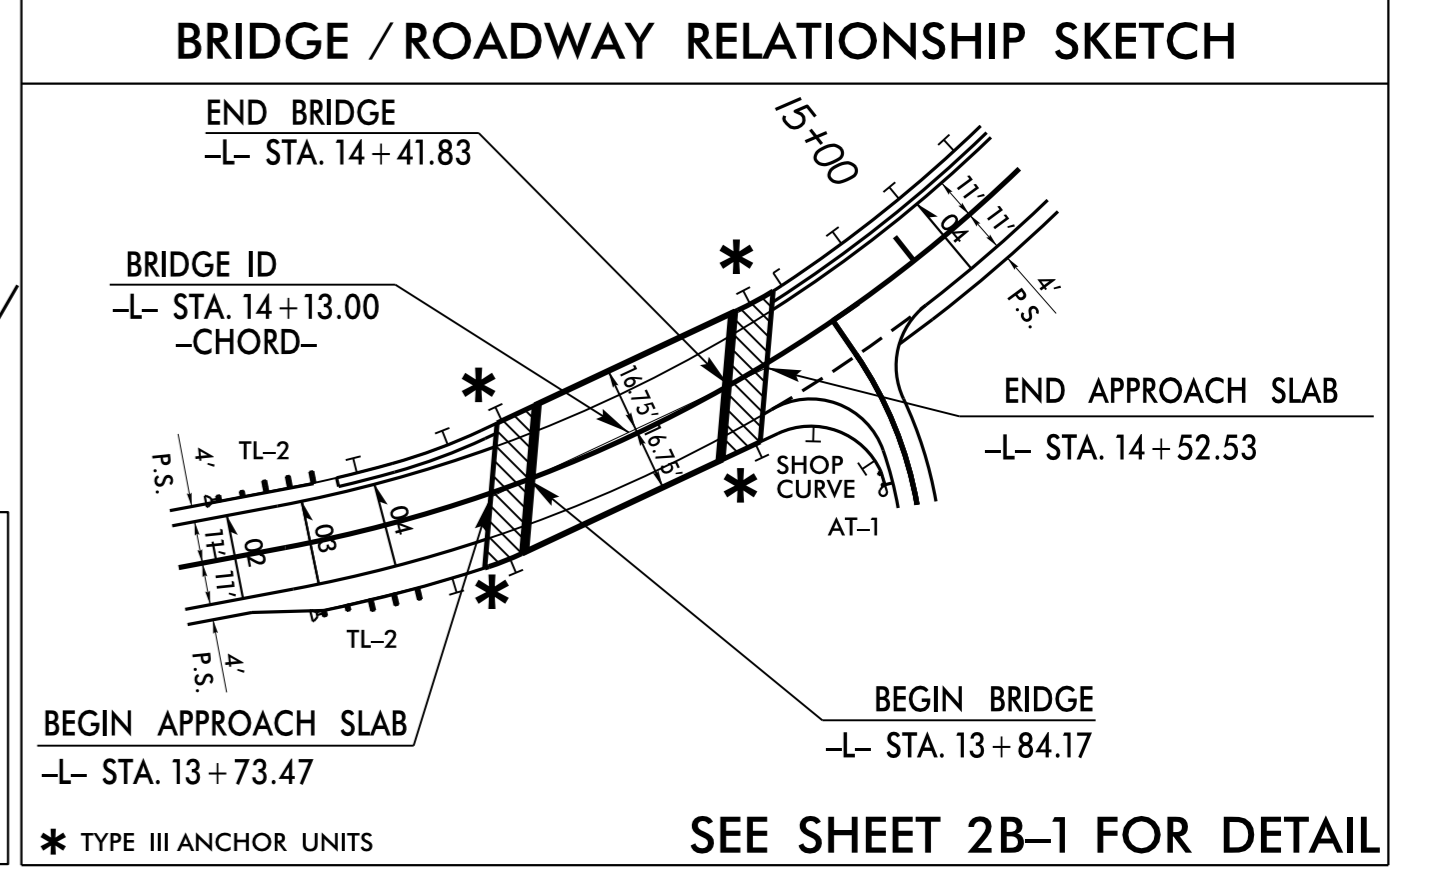 BRIDGE / ROADWAY RELATIONSHIP SKETCH
END BRIDGE
-L- STA. 14+41.83
15+00
BRIDGE ID
-L- STA. 14+13.00
-CHORD-
11'
11'
04
4'
P.S.
*
*
16.75'
16.75'
END APPROACH SLAB
-L- STA. 14+52.53
4'
P.S.
TL-2
SHOP
CURVE
AT-1
*
*
11'
11'
02
03
04
TL-2
4'
P.S.
BEGIN APPROACH SLAB
-L- STA. 13+73.47
BEGIN BRIDGE
-L- STA. 13+84.17
* TYPE III ANCHOR UNITS
SEE SHEET 2B-1 FOR DETAIL